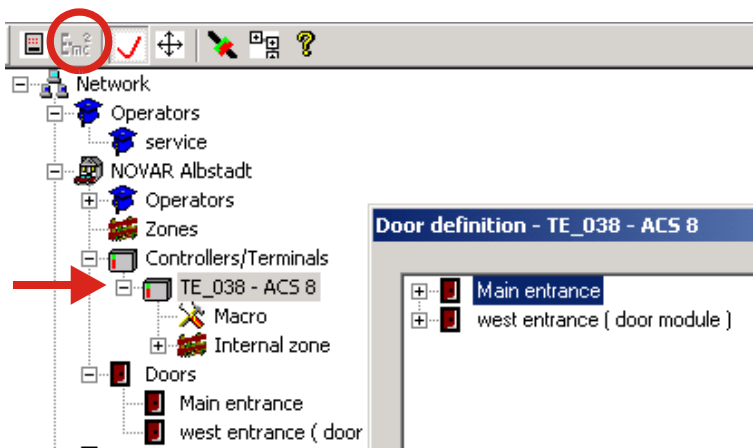 E=mc²
Network
Operators
service
NOVAR Albstadt
Operators
Zones
Controllers/Terminals
TE_038 - ACS 8
Macro
Internal zone
Doors
Main entrance
west entrance ( door
Door definition - TE_038 - ACS 8
Main entrance
west entrance ( door module )